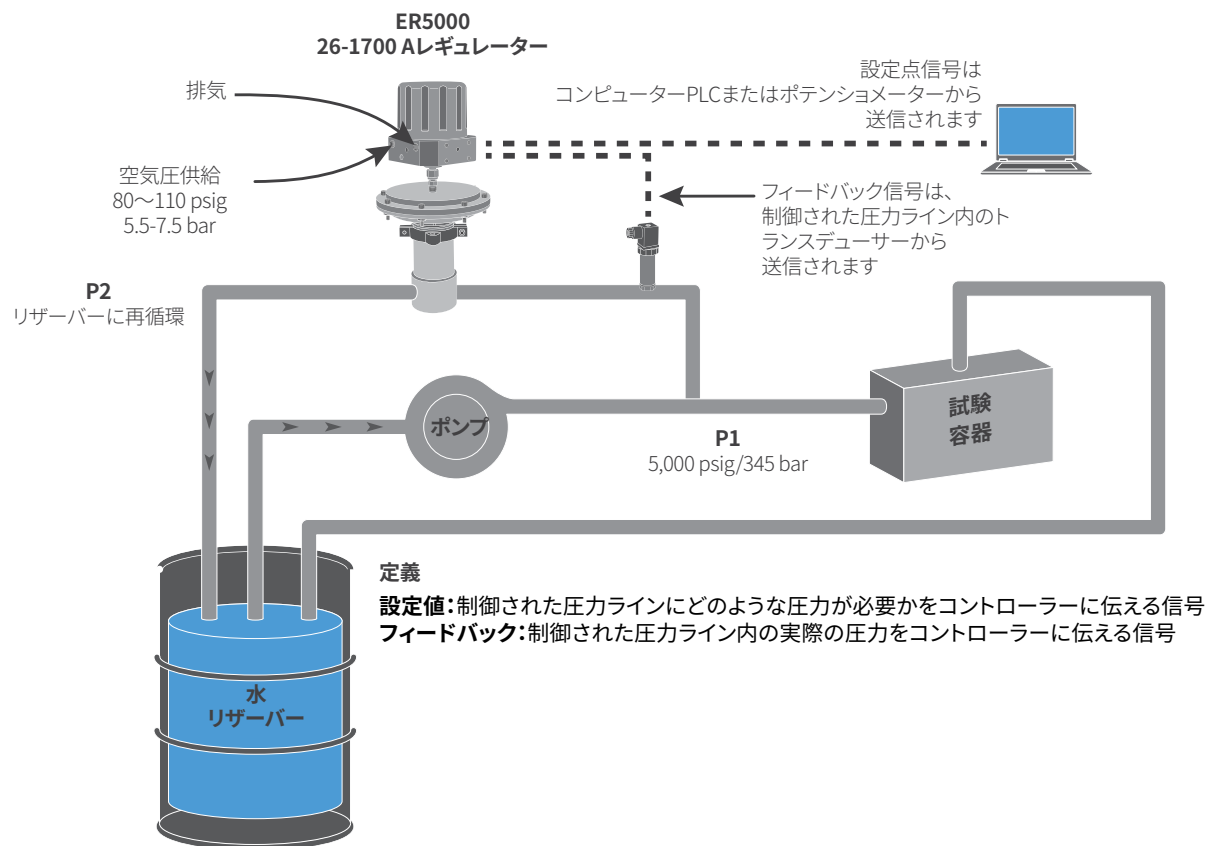 ER5000
26-1700 Aレギュレーター
排気
空気圧供給
80～110 psig
5.5-7.5 bar
設定点信号は
コンピューターPLCまたはポテンショメーターから
送信されます
フィードバック信号は、
制御された圧力ライン内のト
ランスデューサーから
送信されます
P2
リザーバーに再循環
ポンプ
P1
5,000 psig/345 bar
試験
容器
定義
設定値：制御された圧力ラインにどのような圧力が必要かをコントローラーに伝える信号
フィードバック：制御された圧力ライン内の実際の圧力をコントローラーに伝える信号
水
リザーバー